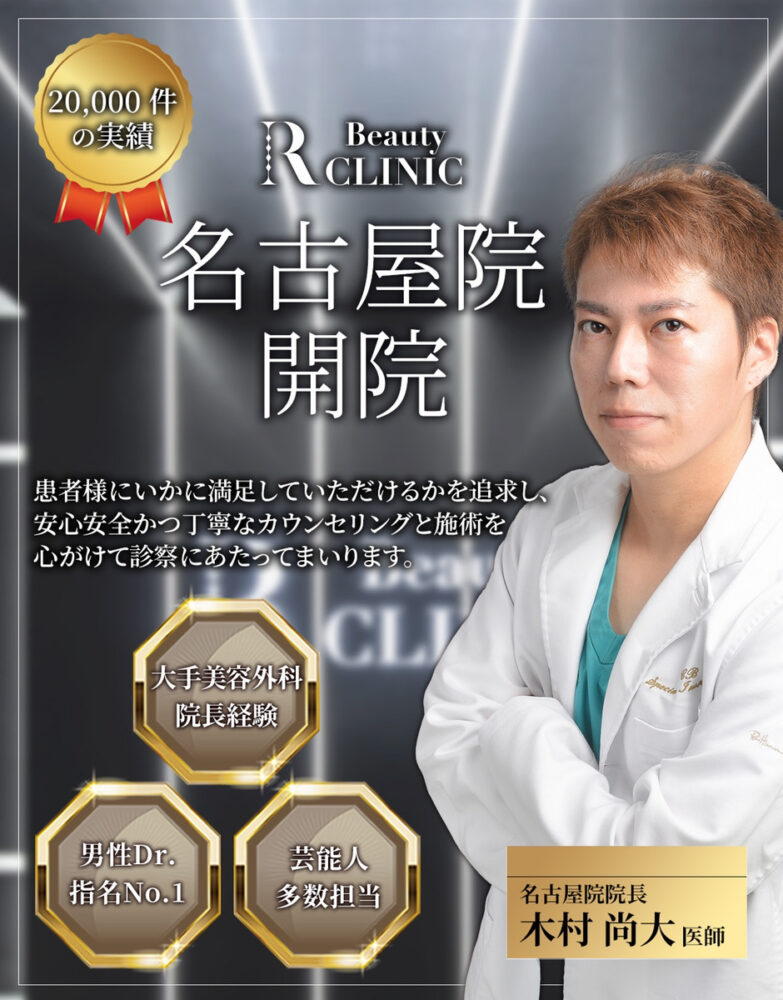 20,000 件
の実績
R Beauty
CLINIC
名古屋院
開院
患者様にいかに満足していただけるかを追求し、
安心安全かつ丁寧なカウンセリングと施術を
心がけて診察にあたってまいります。
大手美容外科
院長経験
男性Dr.
指名No.1
芸能人
多数担当
名古屋院院長
木村 尚大 医師